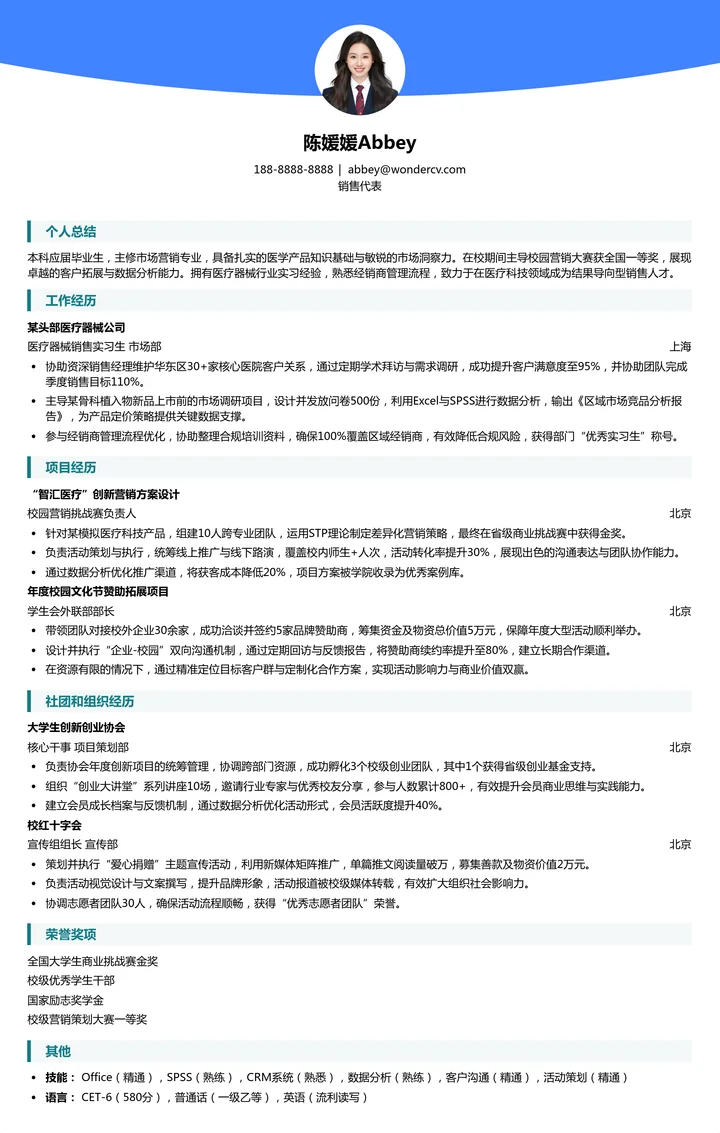 陈媛媛Abbey
188-8888-8888 | abbey@wondercv.com
销售代表
个人总结
本科应届毕业生，主修市场营销专业，具备扎实的医学产品知识基础与敏锐的市场洞察力。在校期间主导校园营销大赛获全国一等奖，展现
卓越的客户拓展与数据分析能力。拥有医疗器械行业实习经验，熟悉经销商管理流程，致力于在医疗科技领域成为结果导向型销售人才。
工作经历
某头部医疗器械公司
医疗器械销售实习生 市场部 上海
• 协助资深销售经理维护华东区30+家核心医院客户关系，通过定期学术拜访与需求调研，成功提升客户满意度至95%，并协助团队完成
季度销售目标110%。
• 主导某骨科植入物新品上市前的市场调研项目，设计并发放问卷500份，利用Excel与SPSS进行数据分析，输出《区域市场竞品分析报
告》，为产品定价策略提供关键数据支撑。
• 参与经销商管理流程优化，协助整理合规培训资料，确保100%覆盖区域经销商，有效降低合规风险，获得部门“优秀实习生”称号。
项目经历
“智汇医疗”创新营销方案设计
校园营销挑战赛负责人 北京
• 针对某模拟医疗科技产品，组建10人跨专业团队，运用STP理论制定差异化营销策略，最终在省级商业挑战赛中获得金奖。
• 负责活动策划与执行，统筹线上推广与线下路演，覆盖校内师生+人次，活动转化率提升30%，展现出色的沟通表达与团队协作能力。
• 通过数据分析优化推广渠道，将获客成本降低20%，项目方案被学院收录为优秀案例库。
年度校园文化节赞助拓展项目
学生会外联部部长 北京
• 带领团队对接校外企业30余家，成功洽谈并签约5家品牌赞助商，筹集资金及物资总价值5万元，保障年度大型活动顺利举办。
• 设计并执行“企业-校园”双向沟通机制，通过定期回访与反馈报告，将赞助商续约率提升至80%，建立长期合作渠道。
• 在资源有限的情况下，通过精准定位目标客户群与定制化合作方案，实现活动影响力与商业价值双赢。
社团和组织经历
大学生创新创业协会
核心干事 项目策划部 北京
• 负责协会年度创新项目的统筹管理，协调跨部门资源，成功孵化3个校级创业团队，其中1个获得省级创业基金支持。
• 组织“创业大讲堂”系列讲座10场，邀请行业专家与优秀校友分享，参与人数累计800+，有效提升会员商业思维与实践能力。
• 建立会员成长档案与反馈机制，通过数据分析优化活动形式，会员活跃度提升40%。
校红十字会
宣传组组长 宣传部 北京
• 策划并执行“爱心捐赠”主题宣传活动，利用新媒体矩阵推广，单篇推文阅读量破万，募集善款及物资价值2万元。
• 负责活动视觉设计与文案撰写，提升品牌形象，活动报道被校级媒体转载，有效扩大组织社会影响力。
• 协调志愿者团队30人，确保活动流程顺畅，获得“优秀志愿者团队”荣誉。
荣誉奖项
全国大学生商业挑战赛金奖
校级优秀学生干部
国家励志奖学金
校级营销策划大赛一等奖
其他
• 技能： Office（精通），SPSS（熟练），CRM系统（熟悉），数据分析（熟练），客户沟通（精通），活动策划（精通）
• 语言： CET-6（580分），普通话（一级乙等），英语（流利读写）